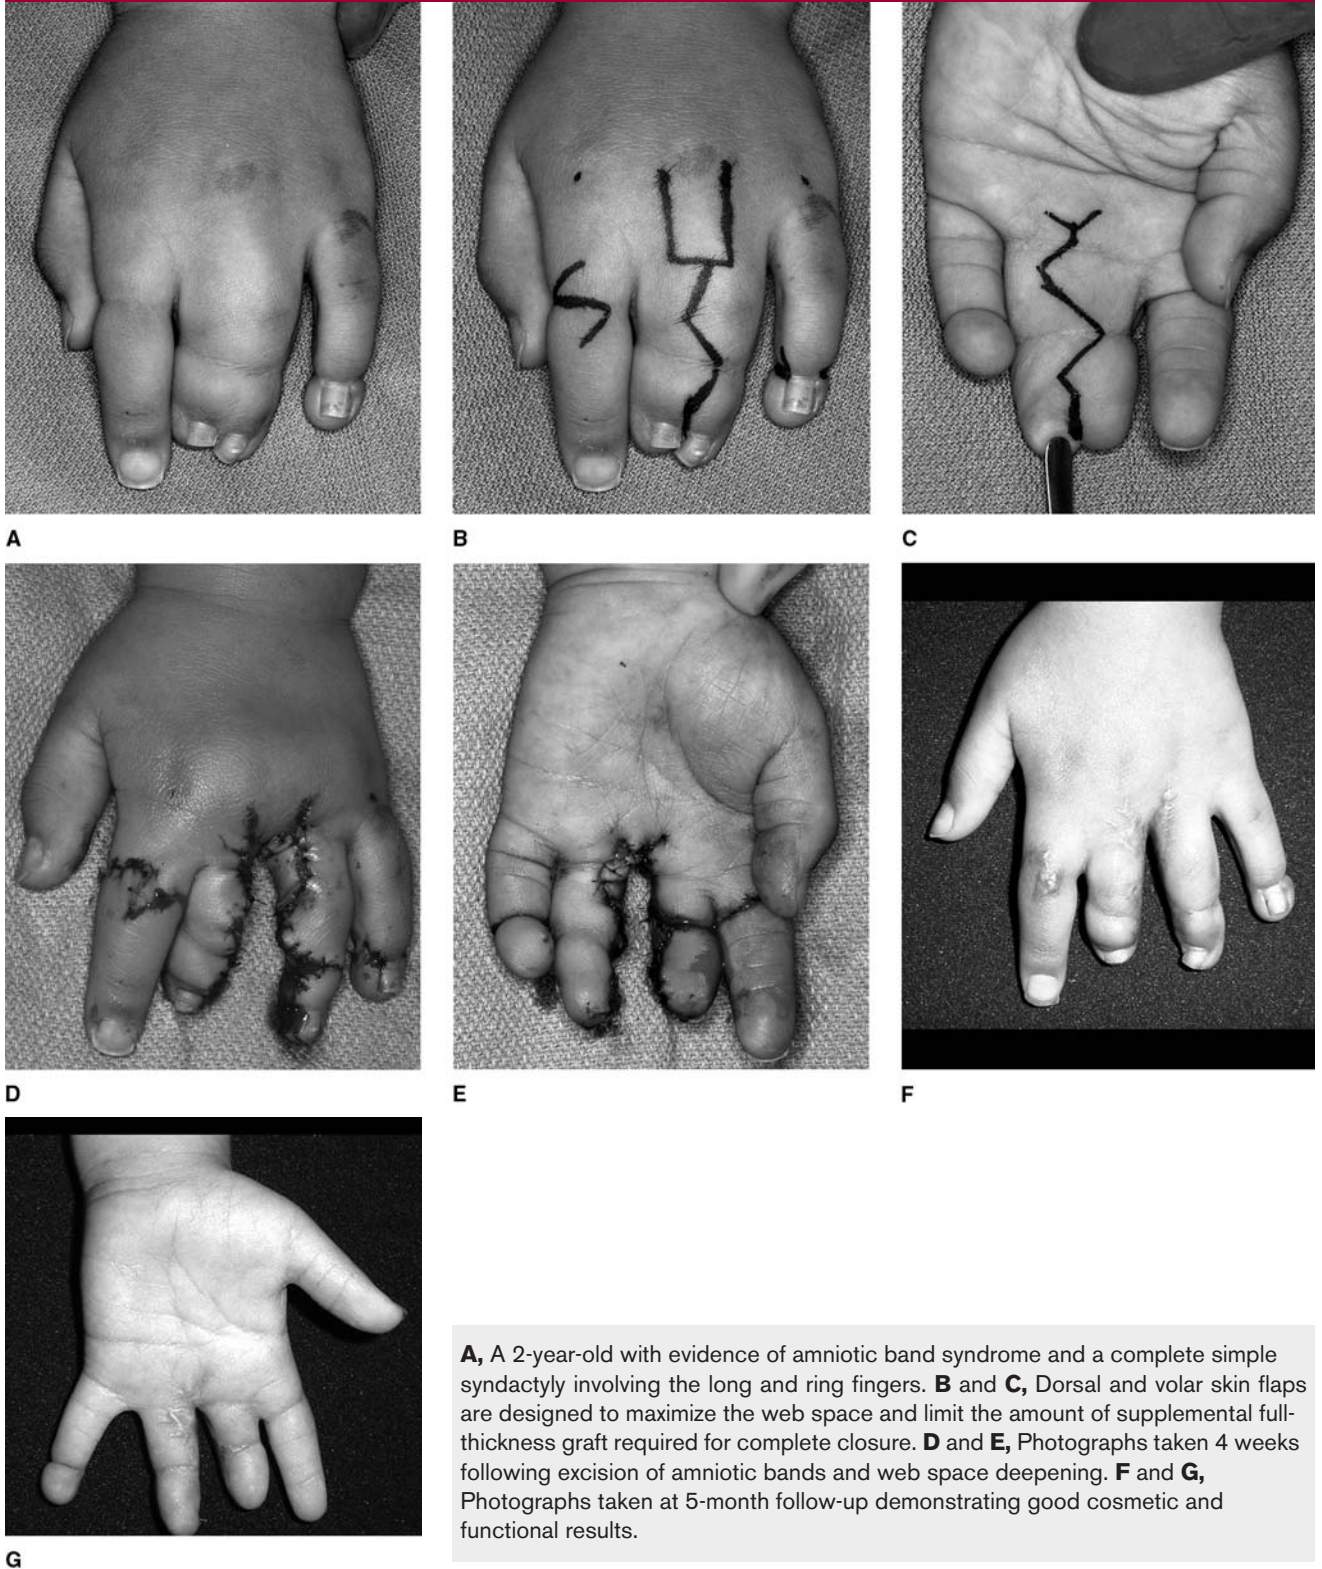 A
B
C
D
E
F
G
A, A 2-year-old with evidence of amniotic band syndrome and a complete simple
syndactyly involving the long and ring fingers. B and C, Dorsal and volar skin flaps
are designed to maximize the web space and limit the amount of supplemental full-
thickness graft required for complete closure. D and E, Photographs taken 4 weeks
following excision of amniotic bands and web space deepening. F and G,
Photographs taken at 5-month follow-up demonstrating good cosmetic and
functional results.